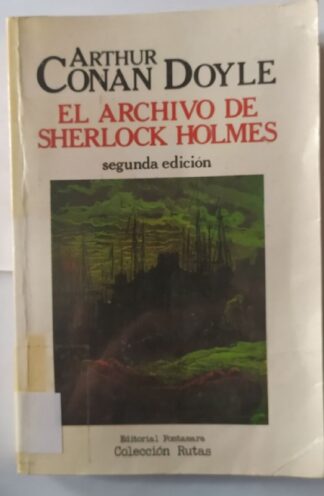 ARTHUR
CONAN DOYLE
EL ARCHIVO DE
SHERLOCK HOLMES
segunda edición
Editorial Fontamara
Colección Rutas